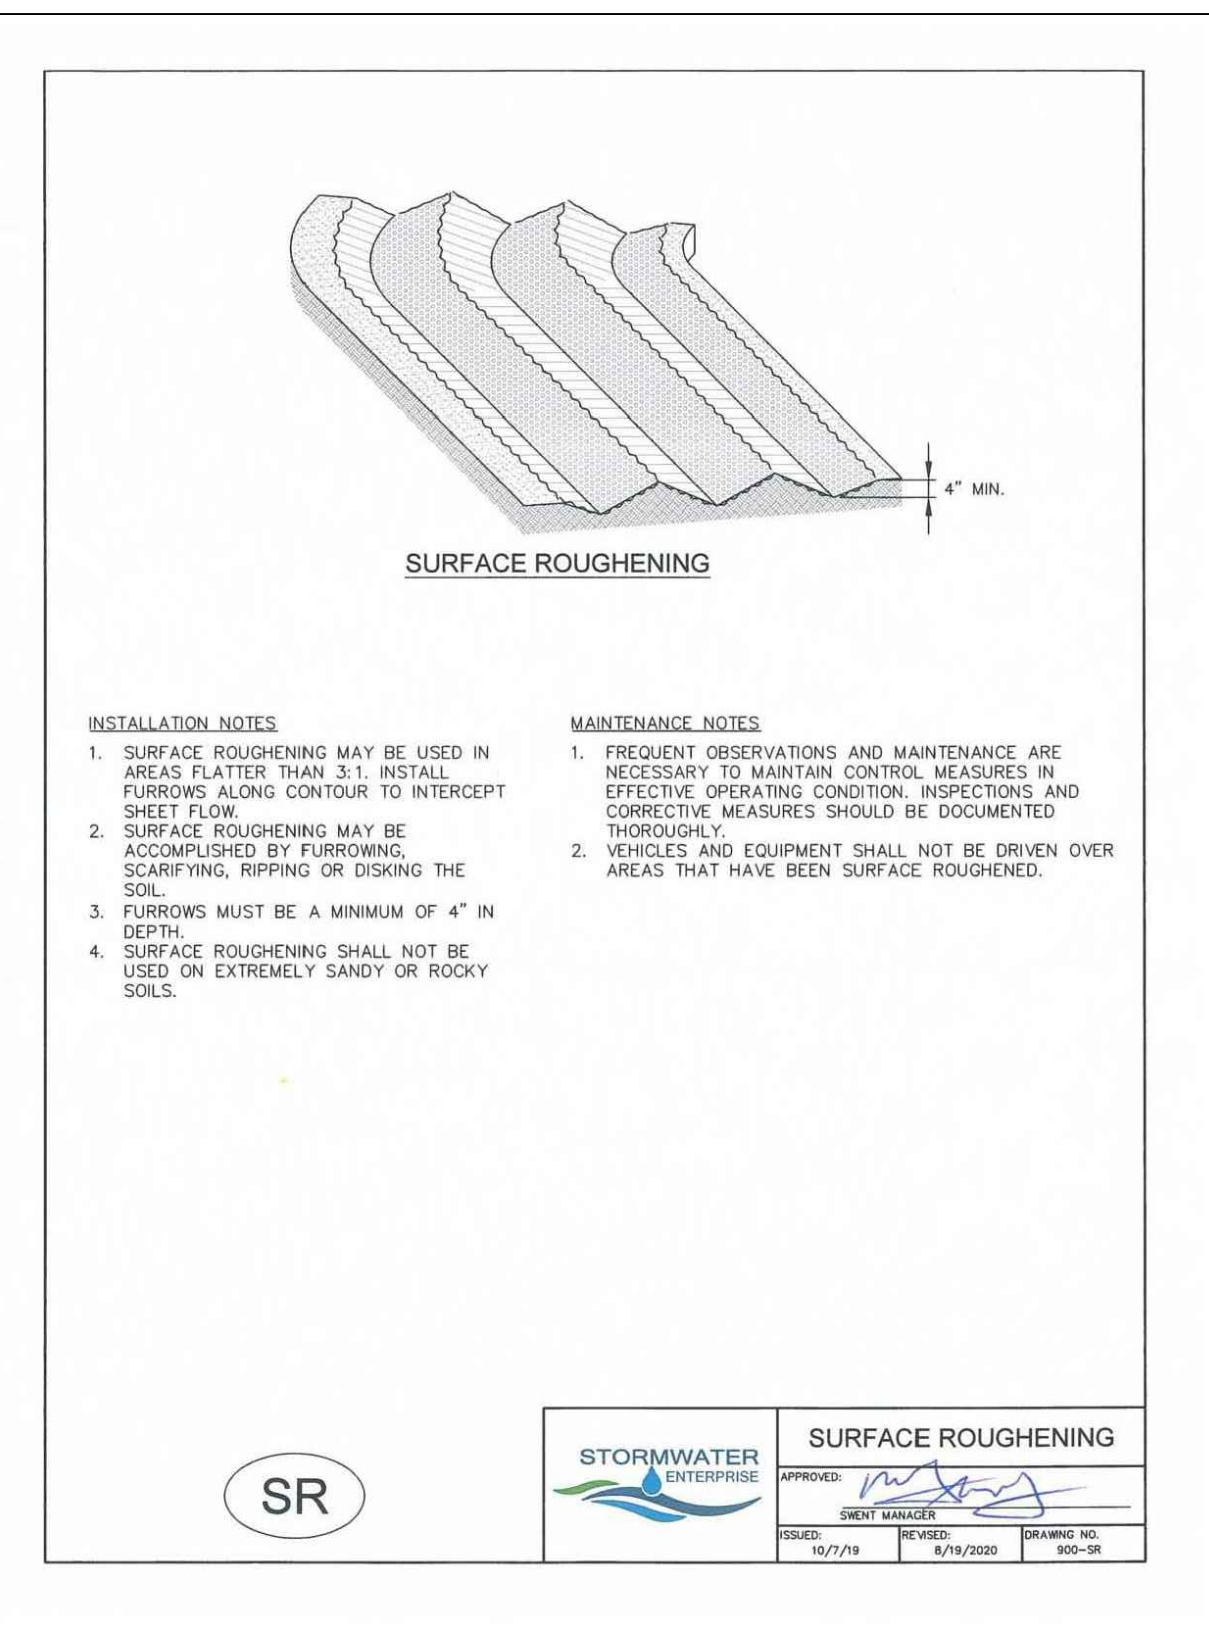 4" MIN.
SURFACE ROUGHENING
INSTALLATION NOTES
1. SURFACE ROUGHENING MAY BE USED IN
AREAS FLATTER THAN 3:1. INSTALL
FURROWS ALONG CONTOUR TO INTERCEPT
SHEET FLOW.
2. SURFACE ROUGHENING MAY BE
ACCOMPLISHED BY FURROWING,
SCARIFYING, RIPPING OR DISKING THE
SOIL.
3. FURROWS MUST BE A MINIMUM OF 4" IN
DEPTH.
4. SURFACE ROUGHENING SHALL NOT BE
USED ON EXTREMELY SANDY OR ROCKY
SOILS.
MAINTENANCE NOTES
1. FREQUENT OBSERVATIONS AND MAINTENANCE ARE
NECESSARY TO MAINTAIN CONTROL MEASURES IN
EFFECTIVE OPERATING CONDITION. INSPECTIONS AND
CORRECTIVE MEASURES SHOULD BE DOCUMENTED
THOROUGHLY.
2. VEHICLES AND EQUIPMENT SHALL NOT BE DRIVEN OVER
AREAS THAT HAVE BEEN SURFACE ROUGHENED.
SR
STORMWATER
ENTERPRISE
SURFACE ROUGHENING
APPROVED:
SWENT MANAGER
ISSUED:
10/7/19
REVISED:
8/19/2020
DRAWING NO.
900-SR